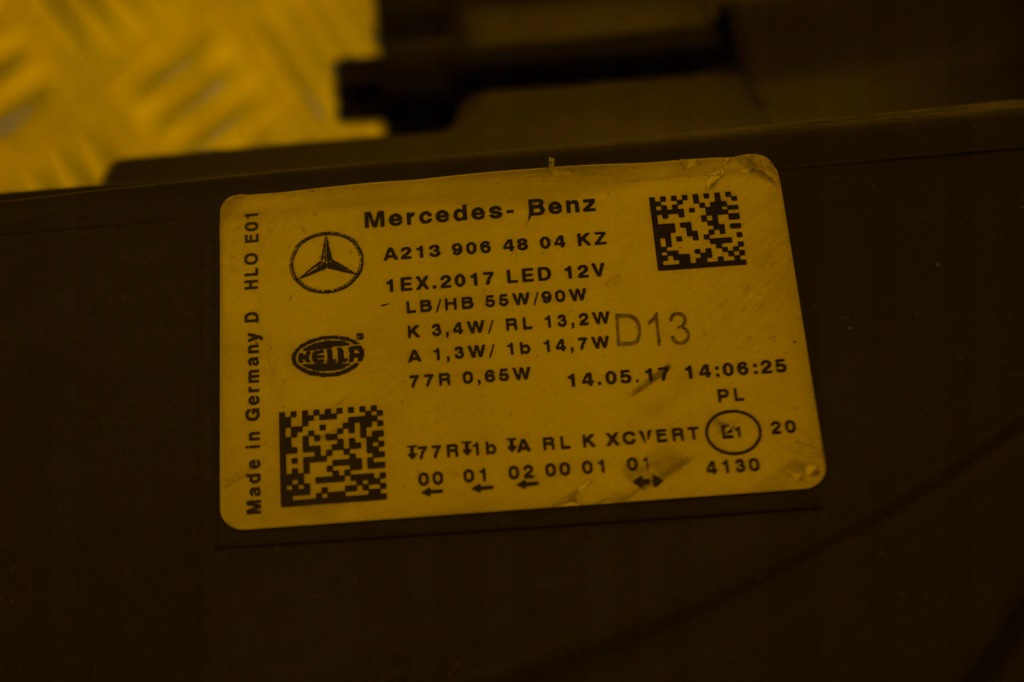 Mercedes- Benz
A213 906 48 04 KZ
1EX.2017 LED 12V
LB/HB 55W/90W
K 3,4W/ RL 13,2W
A 1,3W/ 1b 14,7W
D13
77R 0,65W
14.05.17 14:06:25
PL
77R 1b A RL K XCVERT E1 20
00 01 02 00 01 01 4130
HELLA
Made in Germany D HLO E01